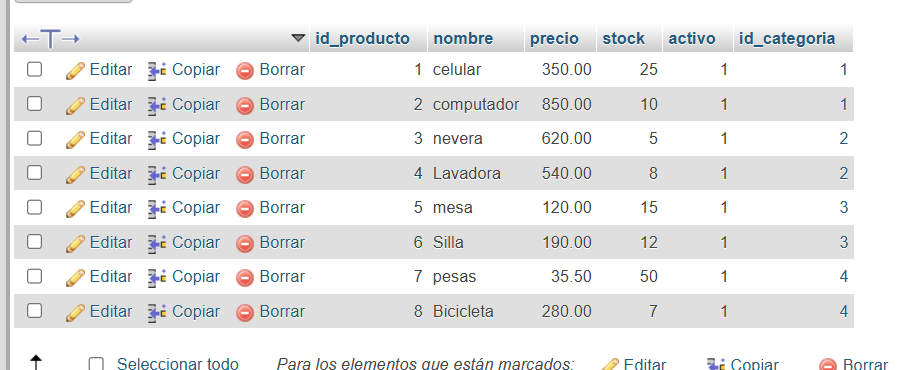 id_producto nombre precio stock activo id_categoria
Editar Copiar Borrar 1 celular 350.00 25 1 1
Editar Copiar Borrar 2 computador 850.00 10 1 1
Editar Copiar Borrar 3 nevera 620.00 5 1 2
Editar Copiar Borrar 4 Lavadora 540.00 8 1 2
Editar Copiar Borrar 5 mesa 120.00 15 1 3
Editar Copiar Borrar 6 Silla 190.00 12 1 3
Editar Copiar Borrar 7 pesas 35.50 50 1 4
Editar Copiar Borrar 8 Bicicleta 280.00 7 1 4
Seleccionar todo Para los elementos que están marcados: Editar Copiar Borrar